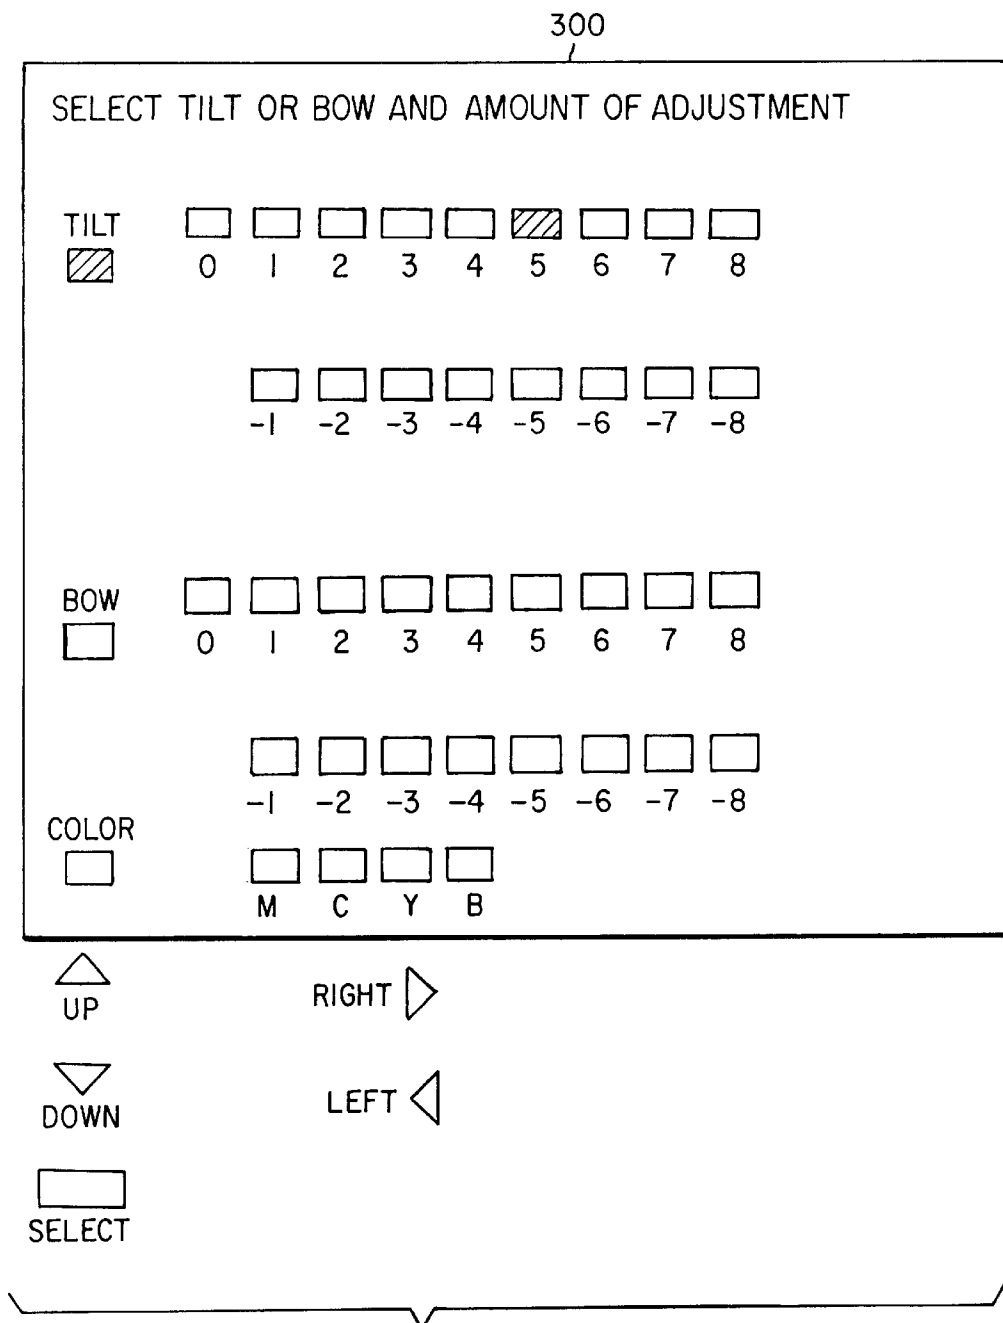 300
SELECT TILT OR BOW AND AMOUNT OF ADJUSTMENT
TILT
0 1 2 3 4 5 6 7 8
-1 -2 -3 -4 -5 -6 -7 -8
BOW
0 1 2 3 4 5 6 7 8
-1 -2 -3 -4 -5 -6 -7 -8
COLOR
M C Y B
UP
RIGHT
DOWN
LEFT
SELECT